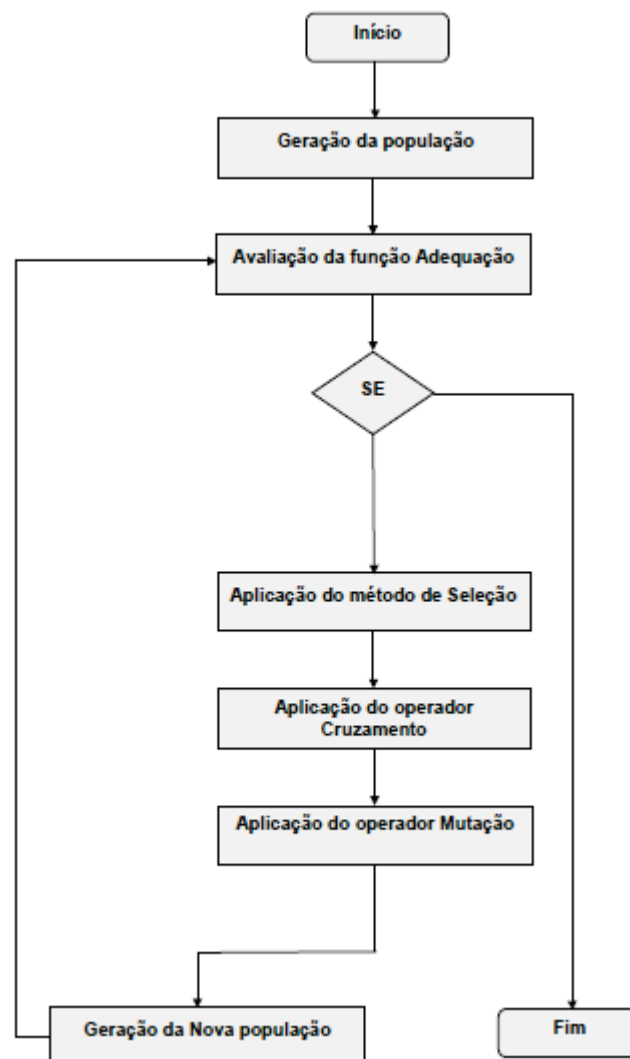 Início
Geração da população
Avaliação da função Adequação
SE
Aplicação do método de Seleção
Aplicação do operador
Cruzamento
Aplicação do operador Mutação
Geração da Nova população
Fim